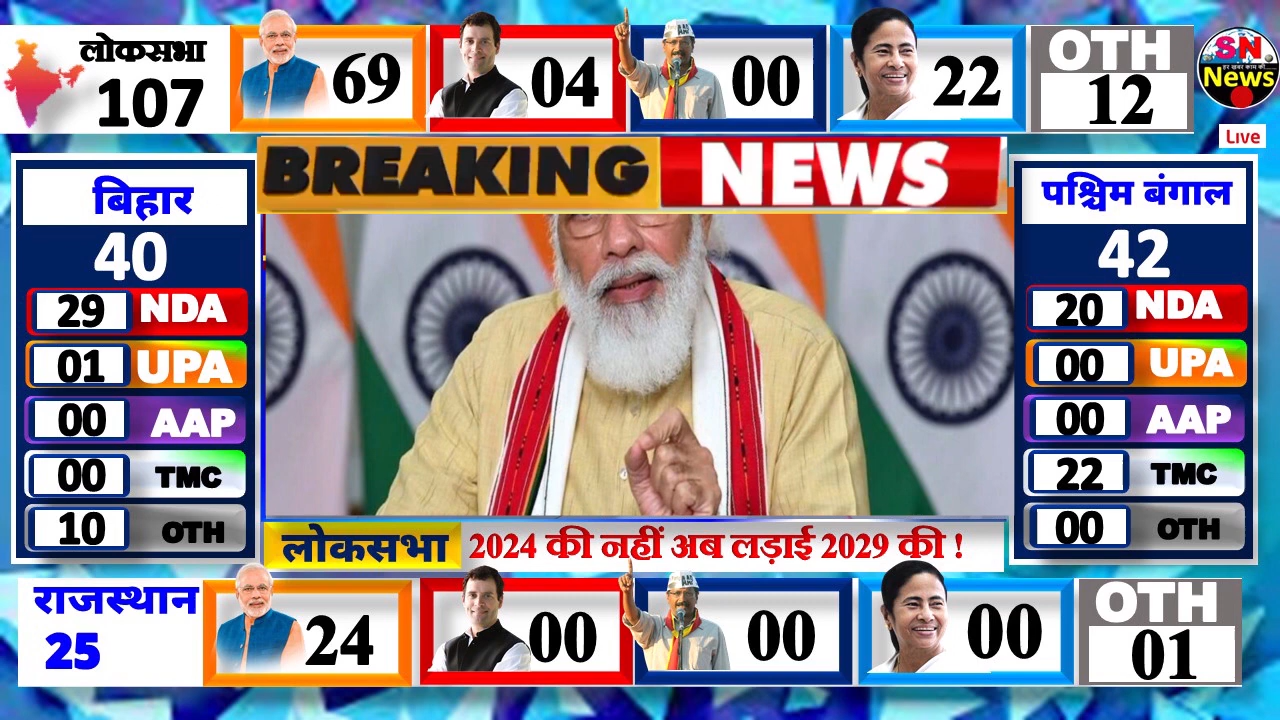 लोकसभा
107
69
04
00
22
OTH
12
SN
हर खबर काम की
News
Live
BREAKING NEWS
बिहार
40
29 NDA
01 UPA
00 AAP
00 TMC
10 OTH
पश्चिम बंगाल
42
20 NDA
00 UPA
00 AAP
22 TMC
00 OTH
लोकसभा 2024 की नहीं अब लड़ाई 2029 की !
राजस्थान
25
24
00
00
00
OTH
01